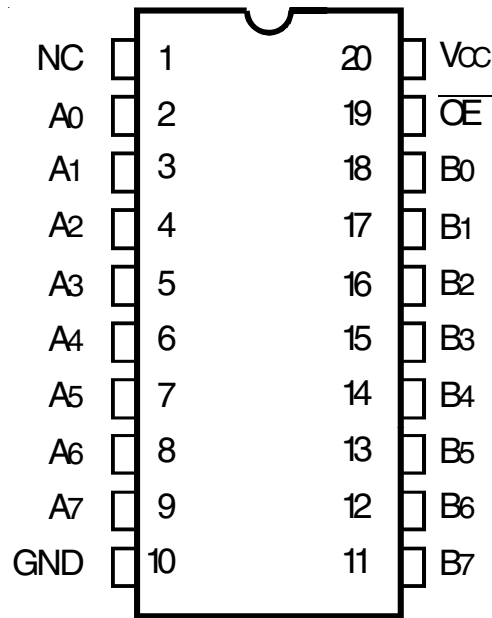 NC 1 20 VCC
A0 2 19 O̅E̅
A1 3 18 B0
A2 4 17 B1
A3 5 16 B2
A4 6 15 B3
A5 7 14 B4
A6 8 13 B5
A7 9 12 B6
GND 10 11 B7